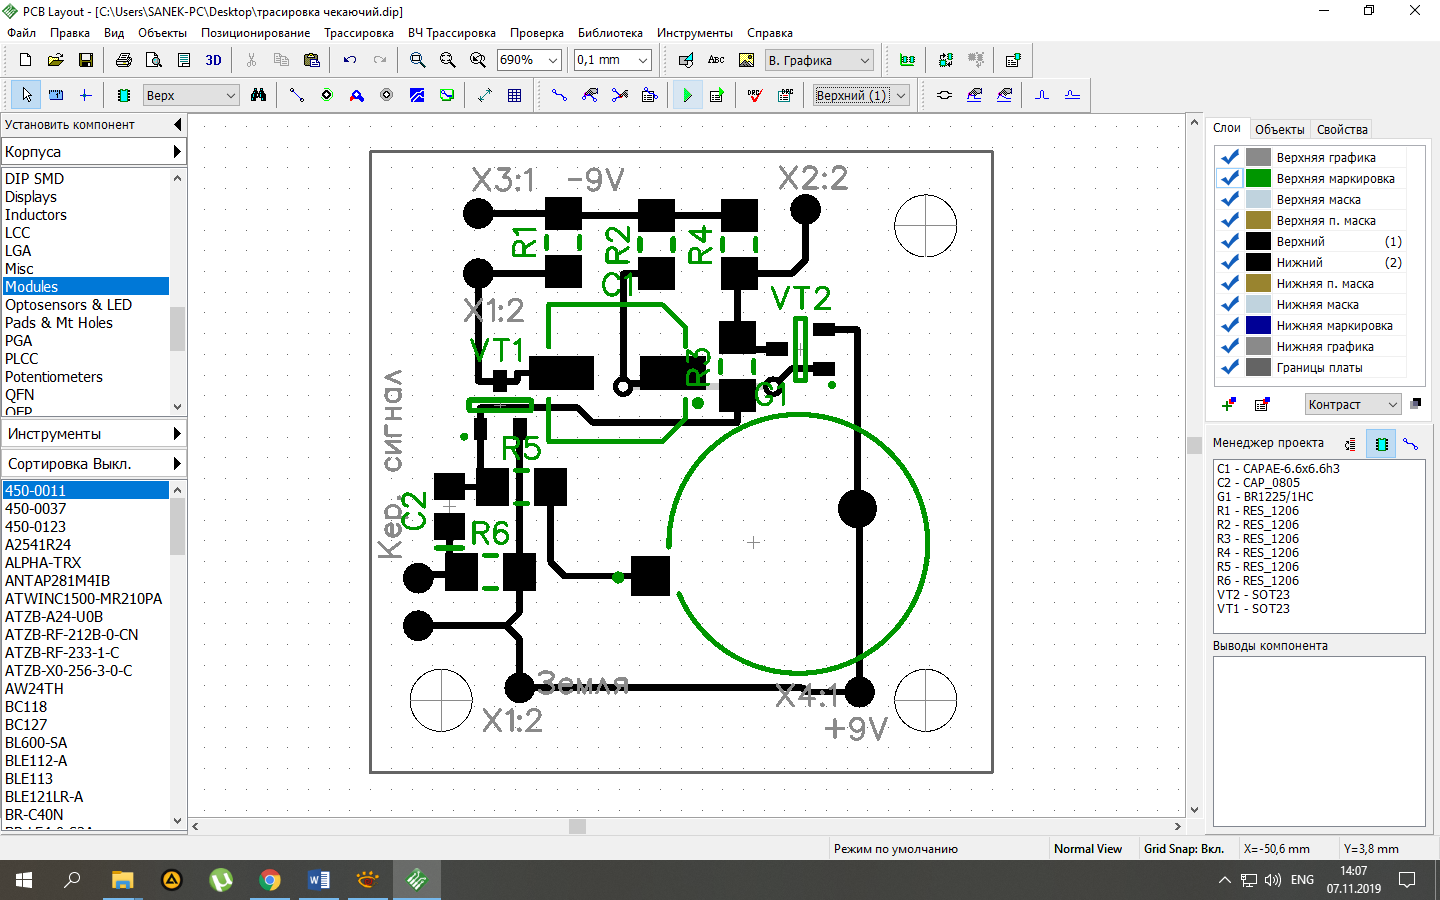 PCB Layout - [C:\Users\SANEK-PC\Desktop\трасировка чекаючий.dip]
Файл Правка Вид Объекты Позиционирование Трассировка ВЧ Трассировка Проверка Библиотека Инструменты Справка
3D 690% 0,1 mm ABC В. Графика
Верх DRC DRC Верхний (1)
Установить компонент
Корпуса
DIP SMD
Displays
Inductors
LCC
LGA
Misc
Modules
Optosensors & LED
Pads & Mt Holes
PGA
PLCC
Potentiometers
QFN
QFP
Инструменты
Сортировка Выкл.
450-0011
450-0037
450-0123
A2541R24
ALPHA-TRX
ANTAP281M4IB
ATWINC1500-MR210PA
ATZB-A24-U0B
ATZB-RF-212B-0-CN
ATZB-RF-233-1-C
ATZB-X0-256-3-0-C
AW24TH
BC118
BC127
BL600-SA
BLE112-A
BLE113
BLE121LR-A
BR-C40N
X3:1 -9V X2:2
R1 R2 R4
C1
X1:2 VT2
VT1 R3
G1
Кер. сигнал
R5
C2 R6
Земля X4:1
X1:2 +9V
Слои Объекты Свойства
Верхняя графика
Верхняя маркировка
Верхняя маска
Верхняя п. маска
Верхний (1)
Нижний (2)
Нижняя п. маска
Нижняя маска
Нижняя маркировка
Нижняя графика
Границы платы
Контраст
Менеджер проекта
C1 - CAPAE-6.6x6.6h3
C2 - CAP_0805
G1 - BR1225/1HC
R1 - RES_1206
R2 - RES_1206
R3 - RES_1206
R4 - RES_1206
R5 - RES_1206
R6 - RES_1206
VT2 - SOT23
VT1 - SOT23
Выводы компонента
Режим по умолчанию Normal View Grid Snap: Вкл. X=-50,6 mm Y=3,8 mm
ENG 14:07
07.11.2019